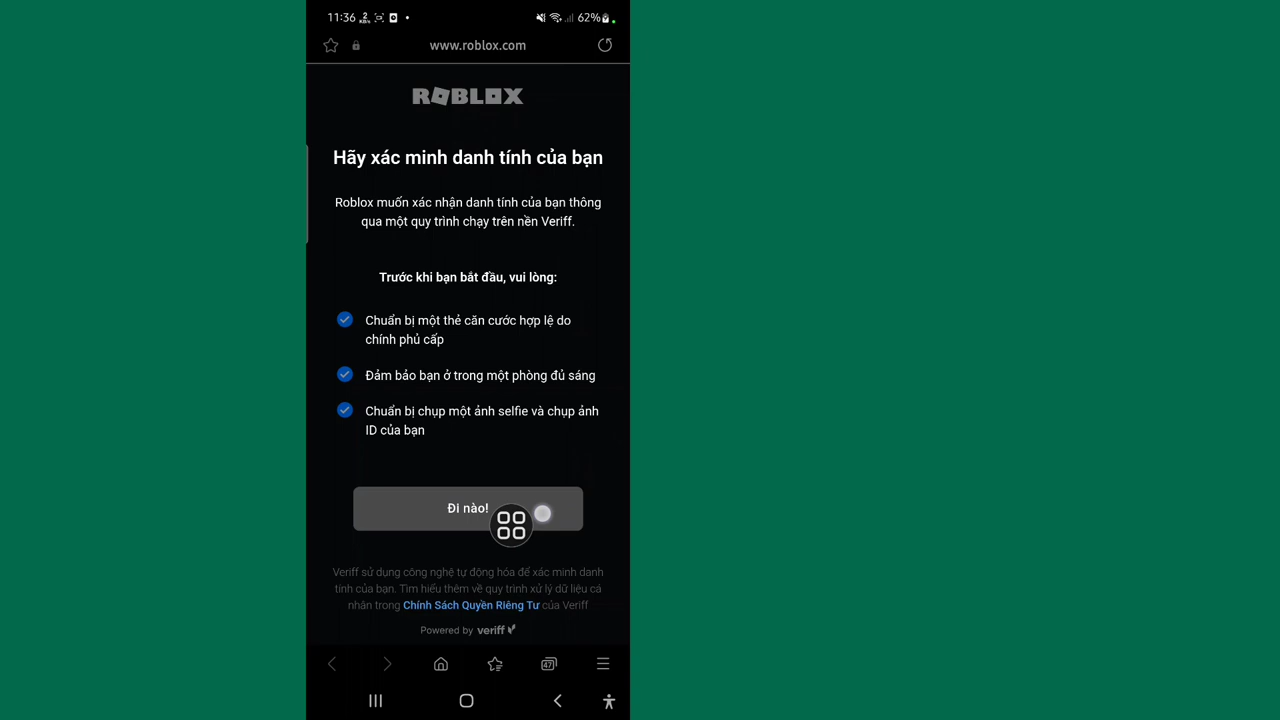 11:36 2 KB/s 62%
www.roblox.com
ROBLOX
Hãy xác minh danh tính của bạn
Roblox muốn xác nhận danh tính của bạn thông
qua một quy trình chạy trên nền Veriff.
Trước khi bạn bắt đầu, vui lòng:
Chuẩn bị một thẻ căn cước hợp lệ do
chính phủ cấp
Đảm bảo bạn ở trong một phòng đủ sáng
Chuẩn bị chụp một ảnh selfie và chụp ảnh
ID của bạn
Đi nào!
Veriff sử dụng công nghệ tự động hóa để xác minh danh
tính của bạn. Tìm hiểu thêm về quy trình xử lý dữ liệu cá
nhân trong Chính Sách Quyền Riêng Tư của Veriff
Powered by veriff
47